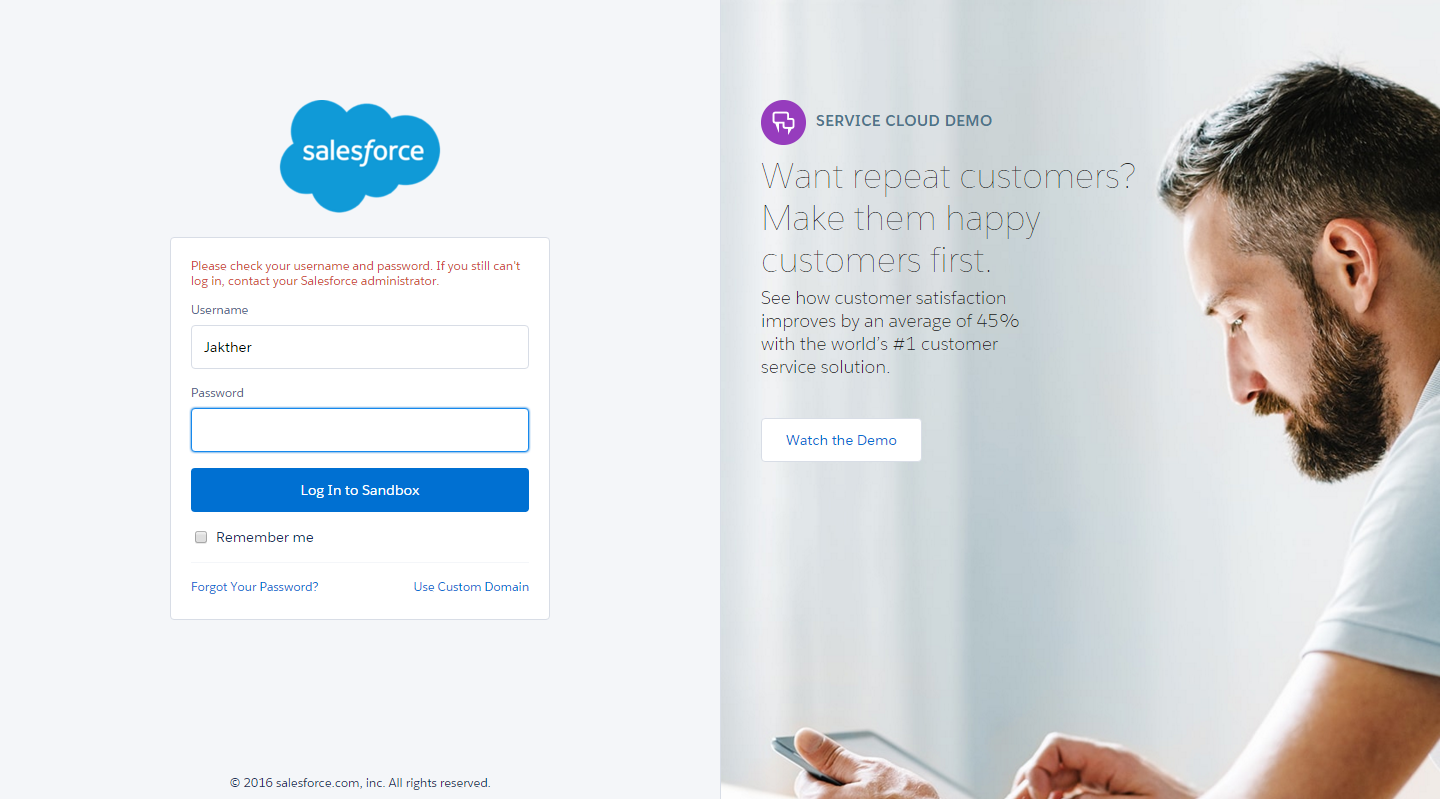 salesforce
Please check your username and password. If you still can't
log in, contact your Salesforce administrator.
Username
Jakther
Password
Log In to Sandbox
Remember me
Forgot Your Password?
Use Custom Domain
© 2016 salesforce.com, inc. All rights reserved.
SERVICE CLOUD DEMO
Want repeat customers?
Make them happy
customers first.
See how customer satisfaction
improves by an average of 45%
with the world’s #1 customer
service solution.
Watch the Demo